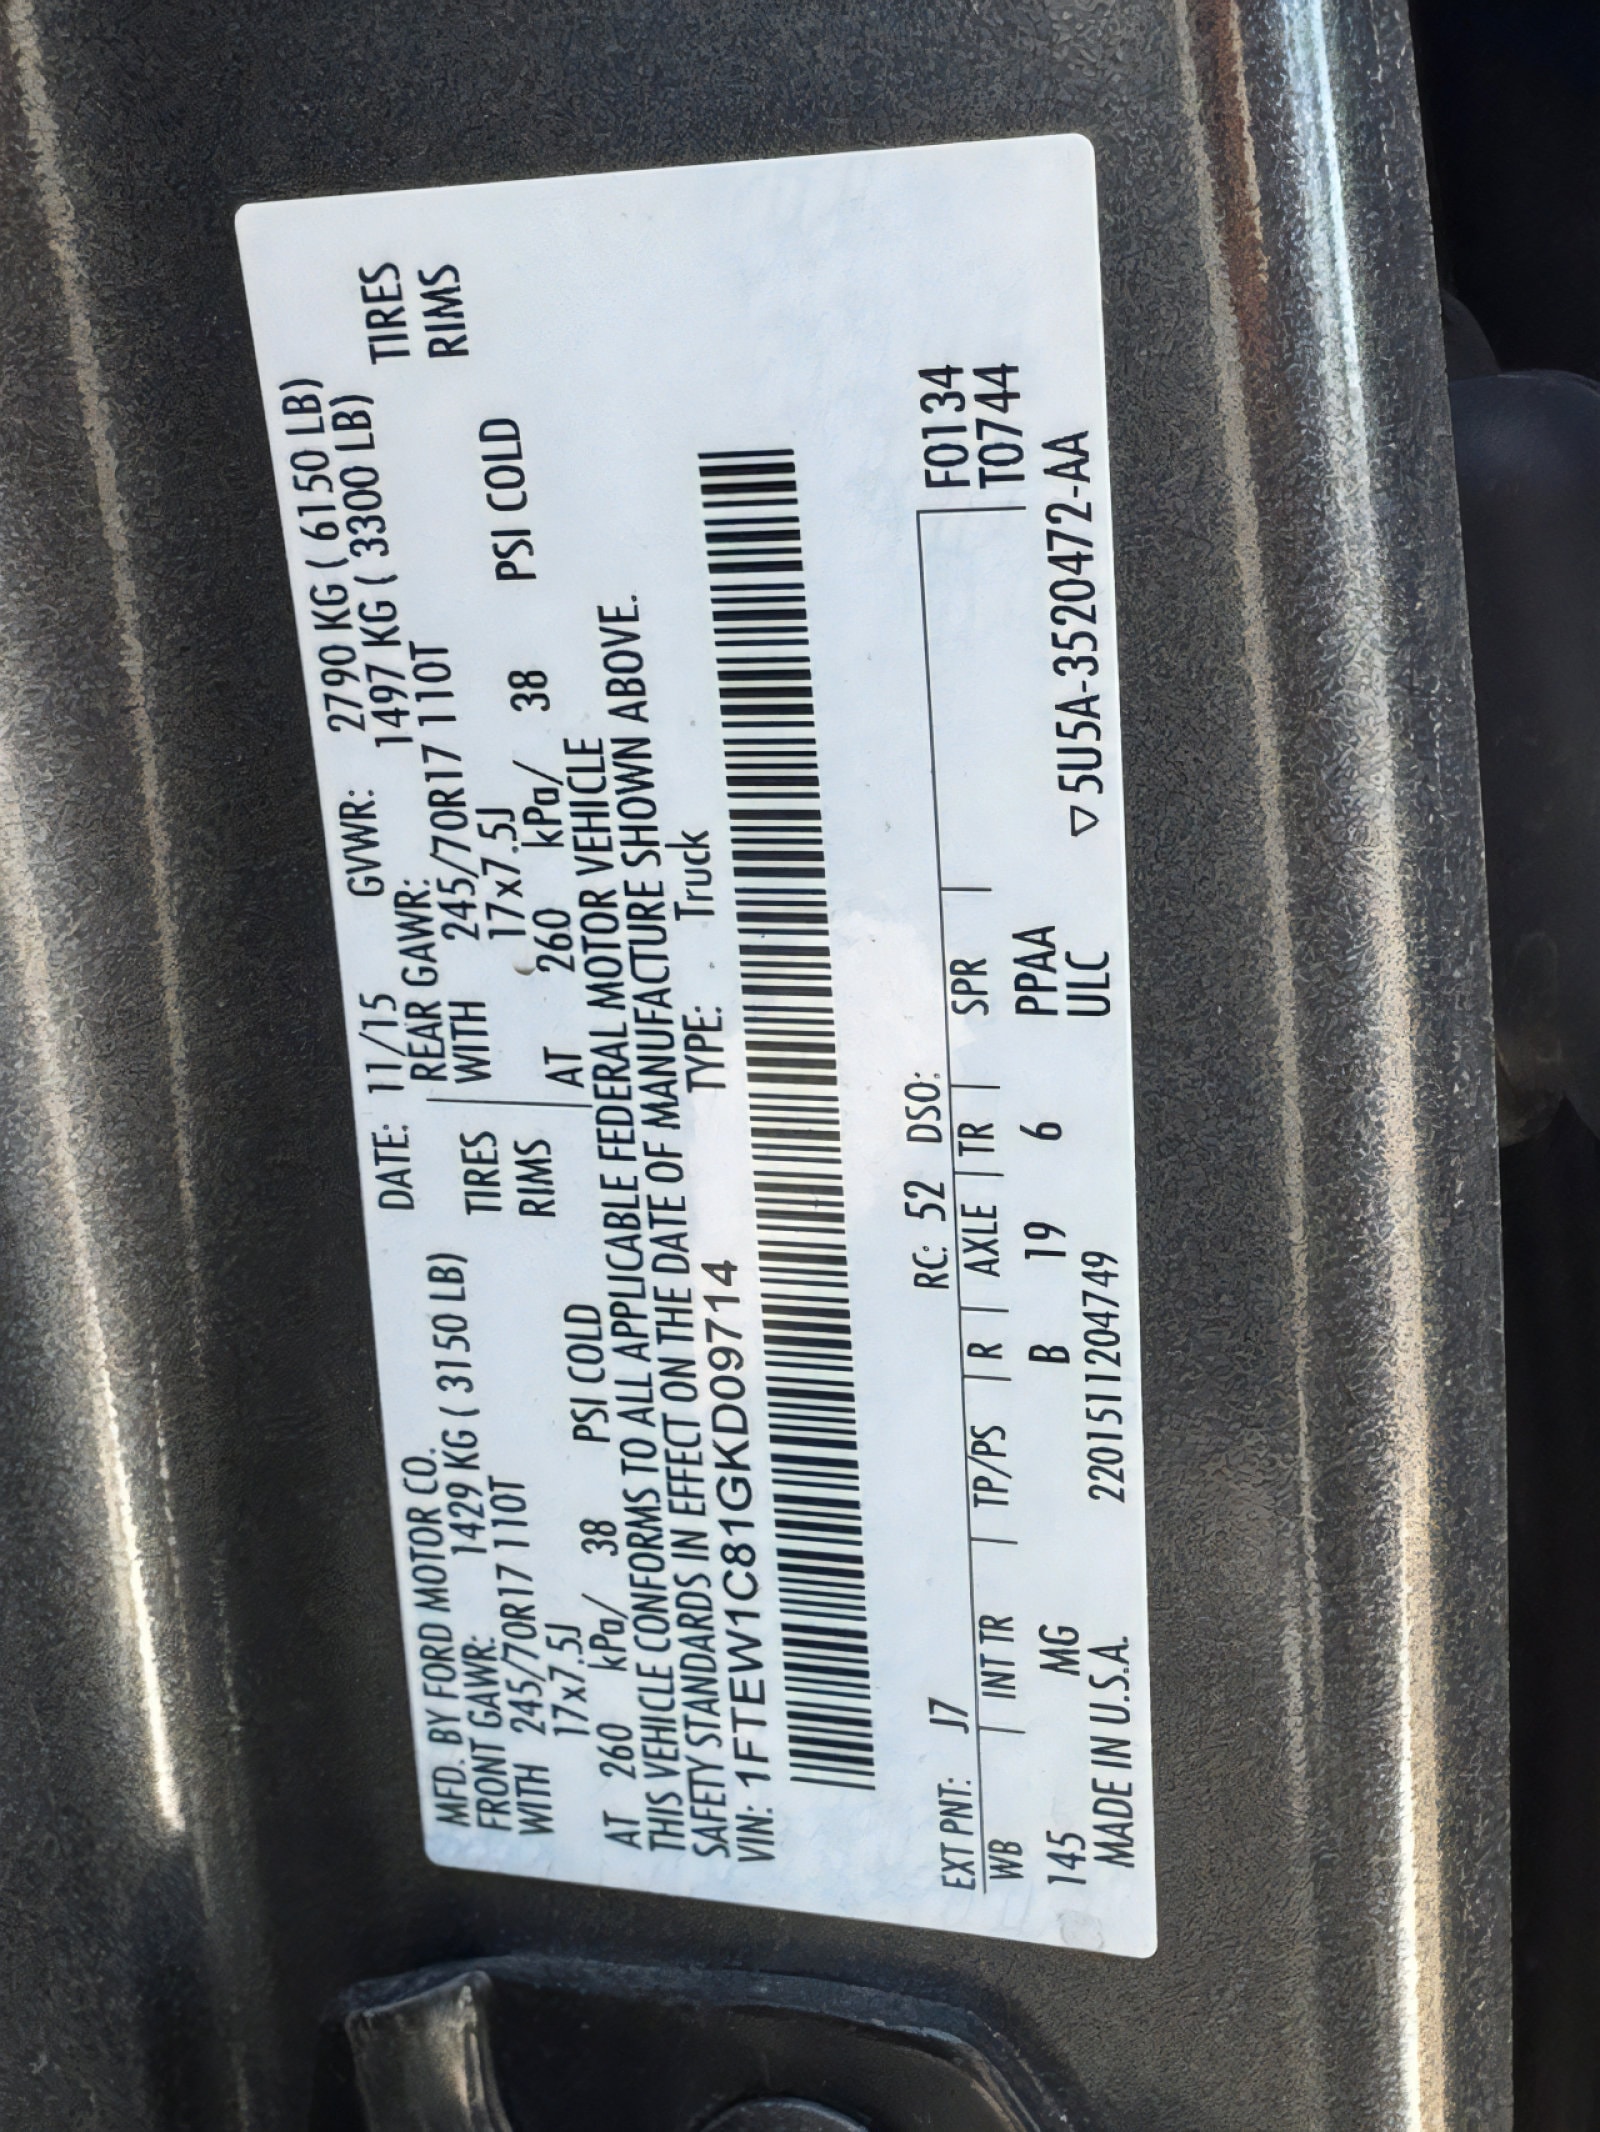 MFD. BY FORD MOTOR CO. DATE: 11/15 GVWR: 2790 KG ( 6150 LB)
FRONT GAWR: 1429 KG ( 3150 LB) REAR GAWR: 1497 KG ( 3300 LB)
WITH 245/70R17 110T TIRES WITH 245/70R17 110T TIRES
17x7.5J RIMS 17x7.5J RIMS
AT 260 kPa/ 38 PSI COLD AT 260 kPa/ 38 PSI COLD
THIS VEHICLE CONFORMS TO ALL APPLICABLE FEDERAL MOTOR VEHICLE
SAFETY STANDARDS IN EFFECT ON THE DATE OF MANUFACTURE SHOWN ABOVE.
VIN: 1FTEW1C81GKD09714 TYPE: Truck
EXT PNT: J7 RC: 52 DSO: F0134
WB | INT TR | TP/PS | R | AXLE | TR | SPR T0744
145 MG B 19 6 PPAA
MADE IN U.S.A. 220151120 4749 ULC ▽5U5A-3520472-AA